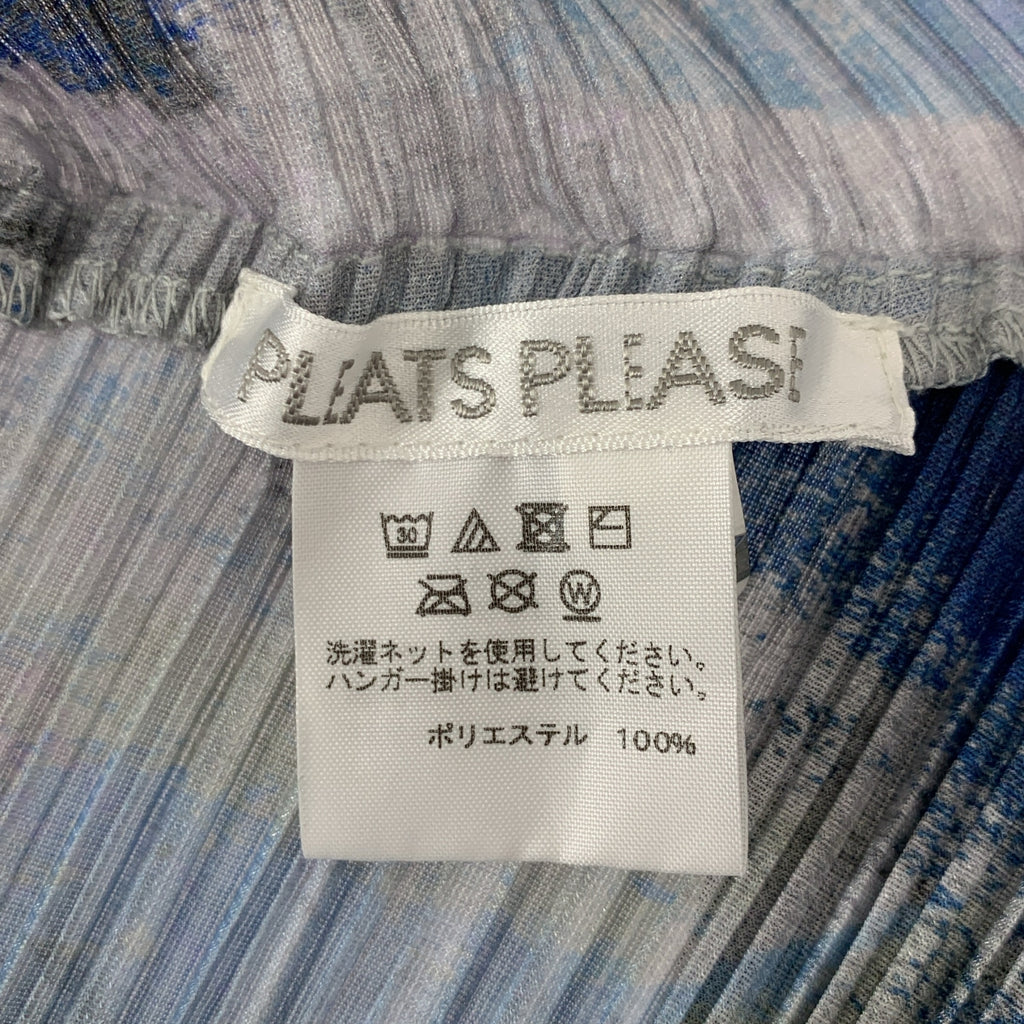 PLEATS PLEASE
30
W
洗濯ネットを使用してください。
ハンガー掛けは避けてください。
ポリエステル 100%